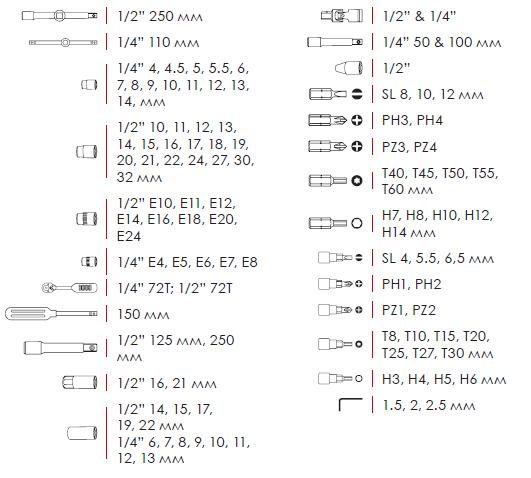 1/2” 250 мм
1/4” 110 мм
1/4” 4, 4.5, 5, 5.5, 6,
7, 8, 9, 10, 11, 12, 13,
14, мм
1/2” 10, 11, 12, 13,
14, 15, 16, 17, 18, 19,
20, 21, 22, 24, 27, 30,
32 мм
1/2” E10, E11, E12,
E14, E16, E18, E20,
E24
1/4” E4, E5, E6, E7, E8
1/4” 72T; 1/2” 72T
150 мм
1/2” 125 мм, 250
мм
1/2” 16, 21 мм
1/2” 14, 15, 17,
19, 22 мм
1/4” 6, 7, 8, 9, 10, 11,
12, 13 мм
1/2” & 1/4”
1/4” 50 & 100 мм
1/2”
SL 8, 10, 12 мм
PH3, PH4
PZ3, PZ4
T40, T45, T50, T55,
T60 мм
H7, H8, H10, H12,
H14 мм
SL 4, 5.5, 6,5 мм
PH1, PH2
PZ1, PZ2
T8, T10, T15, T20,
T25, T27, T30 мм
H3, H4, H5, H6 мм
1.5, 2, 2.5 мм